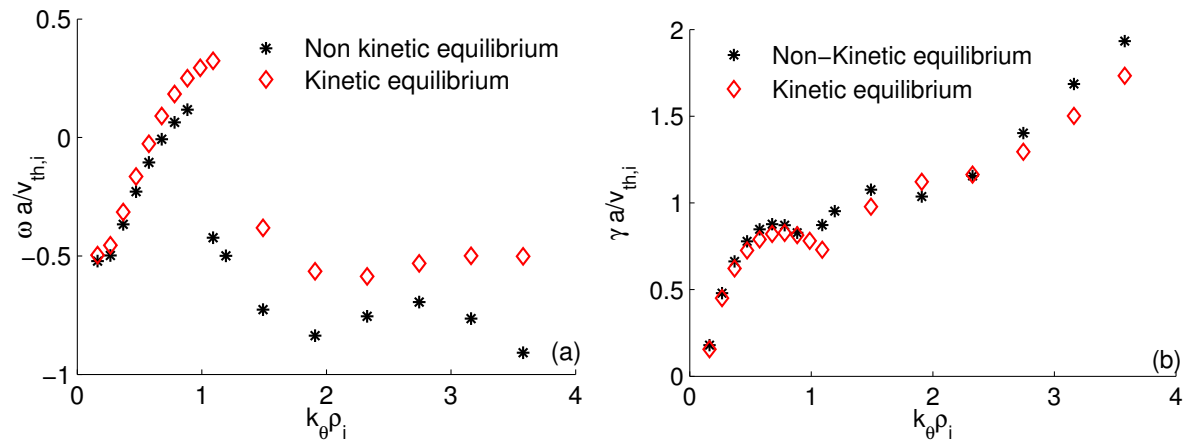 0.5
0
−0.5
−1
0
1
2
3
4
ω a/v_th,i
k_θρ_i
Non kinetic equilibrium
Kinetic equilibrium
(a)
2
1.5
1
0.5
0
0
1
2
3
4
γ a/v_th,i
k_θρ_i
Non−Kinetic equilibrium
Kinetic equilibrium
(b)